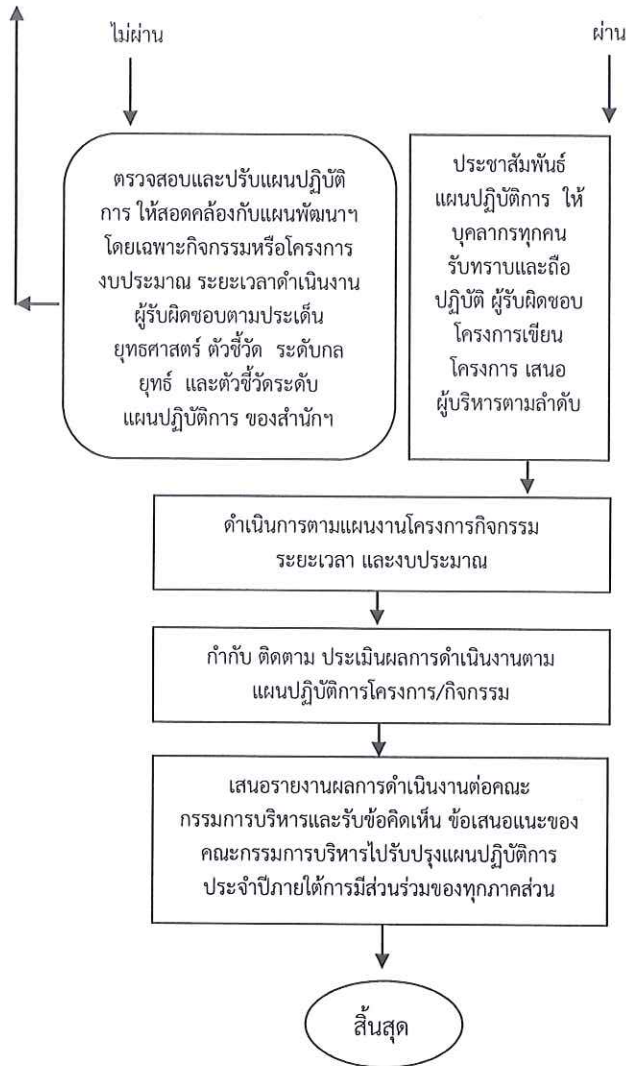 ไม่ผ่าน
ผ่าน
ตรวจสอบและปรับแผนปฏิบัติ
การ ให้สอดคล้องกับแผนพัฒนาฯ
โดยเฉพาะกิจกรรมหรือโครงการ
งบประมาณ ระยะเวลาดำเนินงาน
ผู้รับผิดชอบตามประเด็น
ยุทธศาสตร์ ตัวชี้วัด ระดับกล
ยุทธ์ และตัวชี้วัดระดับ
แผนปฏิบัติการ ของสำนักฯ
ประชาสัมพันธ์
แผนปฏิบัติการ ให้
บุคลากรทุกคน
รับทราบและถือ
ปฏิบัติ ผู้รับผิดชอบ
โครงการเขียน
โครงการ เสนอ
ผู้บริหารตามลำดับ
ดำเนินการตามแผนงานโครงการกิจกรรม
ระยะเวลา และงบประมาณ
กำกับ ติดตาม ประเมินผลการดำเนินงานตาม
แผนปฏิบัติการโครงการ/กิจกรรม
เสนอรายงานผลการดำเนินงานต่อคณะ
กรรมการบริหารและรับข้อคิดเห็น ข้อเสนอแนะของ
คณะกรรมการบริหารไปรับปรุงแผนปฏิบัติการ
ประจำปีภายใต้การมีส่วนร่วมของทุกภาคส่วน
สิ้นสุด